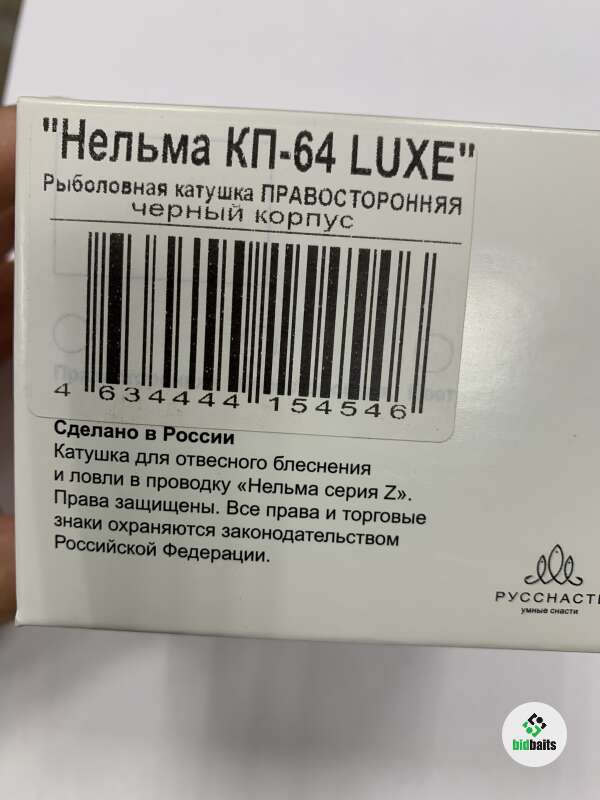 "Нельма КП-64 LUXE"
Рыболовная катушка ПРАВОСТОРОННЯЯ
черный корпус
4 634444 154546
Сделано в России
Катушка для отвесного блеснения
и ловли в проводку «Нельма серия Z».
Права защищены. Все права и торговые
знаки охраняются законодательством
Российской Федерации.
РУССНАСТИ
умные снасти
bidbaits